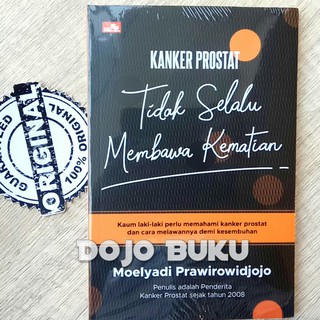 KANKER PROSTAT
Tidak Selalu
Membawa Kematian
Kaum laki-laki perlu memahami kanker prostat
dan cara melawannya demi kesembuhan
DOJO BUKU
Moelyadi Prawirowidjojo
Penulis adalah Penderita
Kanker Prostat sejak tahun 2008
ORIGINAL
100% ORIGINAL
GUARANTEED